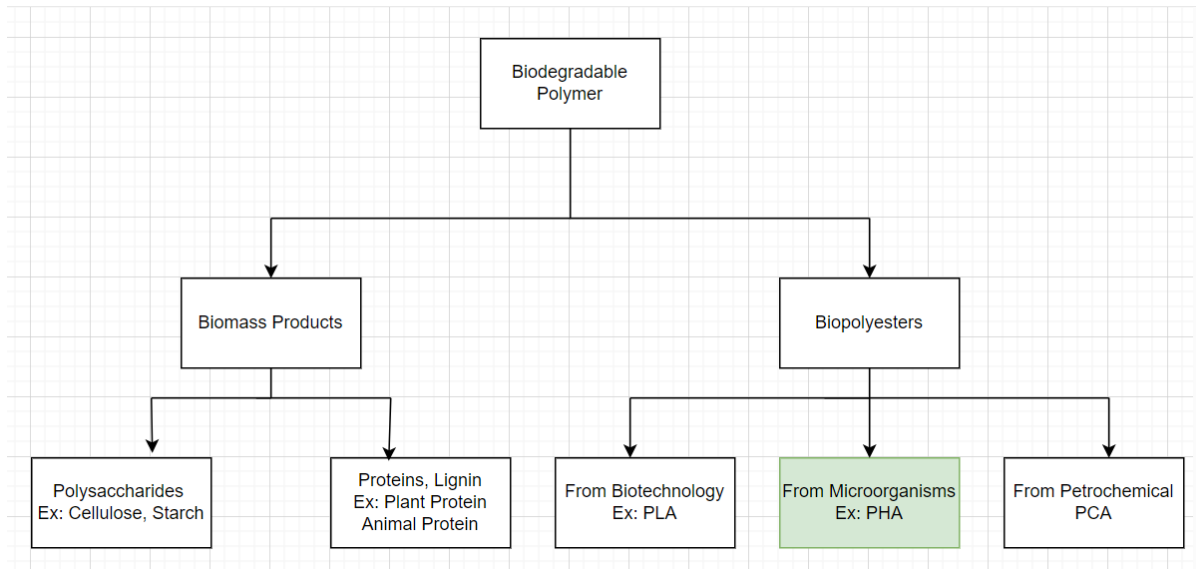 Biodegradable
Polymer
Biomass Products
Biopolyesters
Polysaccharides
Ex: Cellulose, Starch
Proteins, Lignin
Ex: Plant Protein
Animal Protein
From Biotechnology
Ex: PLA
From Microorganisms
Ex: PHA
From Petrochemical
PCA